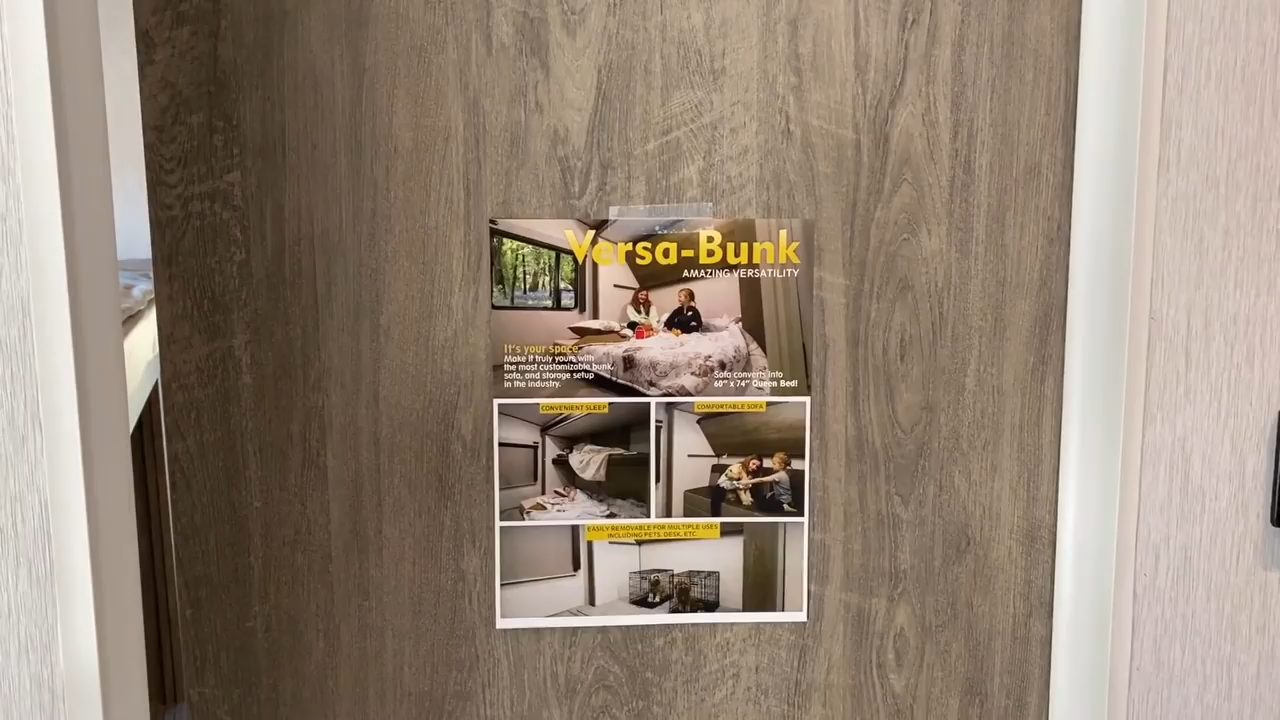 Versa-Bunk
AMAZING VERSATILITY
It's your space.
Make it truly yours with
the most customizable bunk,
sofa, and storage setup
in the industry.
Sofa converts into
60" x 74" Queen Bed!
CONVENIENT SLEEP
COMFORTABLE SOFA
EASILY REMOVABLE FOR MULTIPLE USES
INCLUDING PETS, DESK, ETC.